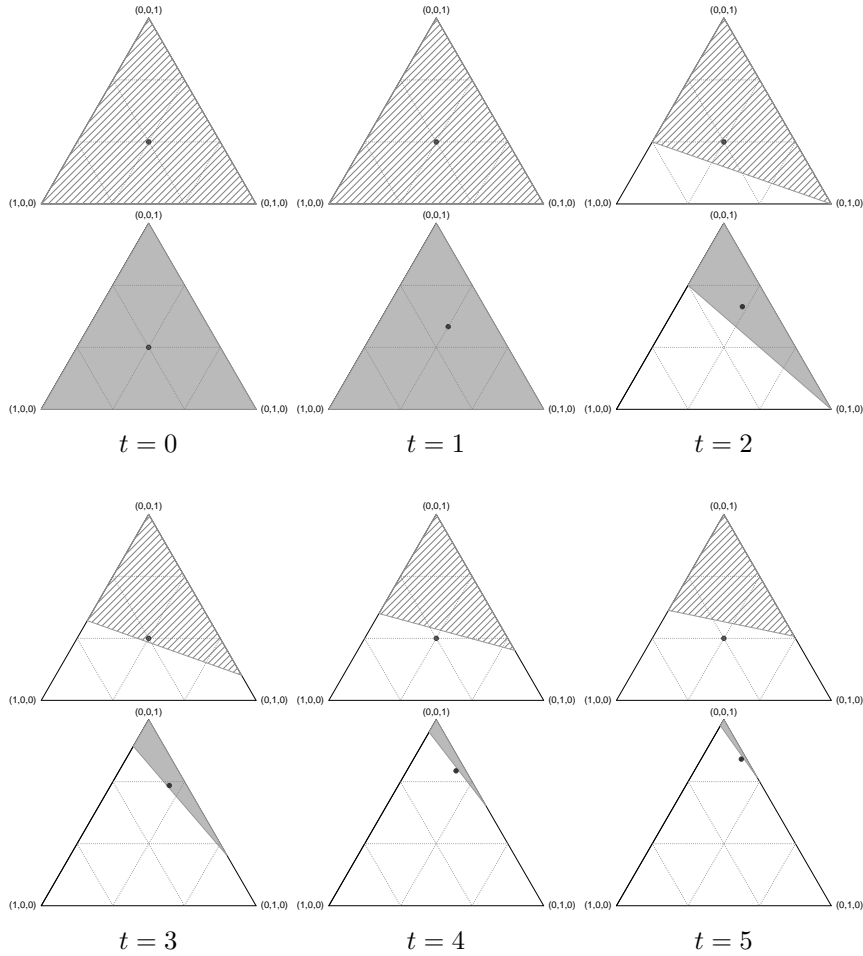 (0,0,1) (0,0,1) (0,0,1)
(1,0,0) (0,1,0) (1,0,0) (0,1,0) (1,0,0) (0,1,0)
(0,0,1) (0,0,1) (0,0,1)
(1,0,0) (0,1,0) (1,0,0) (0,1,0) (1,0,0) (0,1,0)
t = 0 t = 1 t = 2
(0,0,1) (0,0,1) (0,0,1)
(1,0,0) (0,1,0) (1,0,0) (0,1,0) (1,0,0) (0,1,0)
(0,0,1) (0,0,1) (0,0,1)
(1,0,0) (0,1,0) (1,0,0) (0,1,0) (1,0,0) (0,1,0)
t = 3 t = 4 t = 5